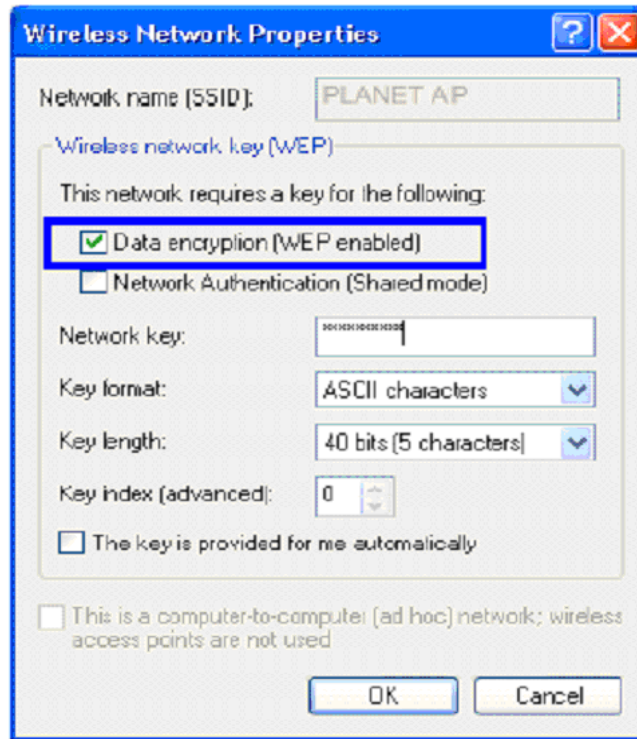 Wireless Network Properties
Network name (SSID): PLANET AP
Wireless network key (WEP)
This network requires a key for the following:
Data encryption (WEP enabled)
Network Authentication (Shared mode)
Network key: **********
Key format: ASCII characters
Key length: 40 bits (5 characters)
Key index (advanced): 0
The key is provided for me automatically
This is a computer-to-computer (ad hoc) network; wireless
access points are not used
OK Cancel